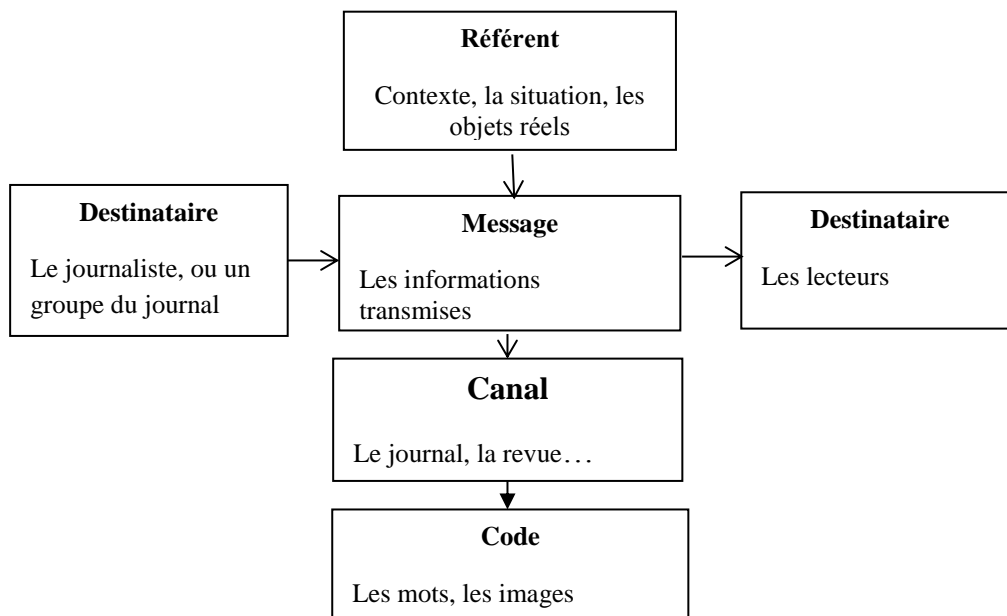 Référent
Contexte, la situation, les
objets réels
Destinataire
Le journaliste, ou un
groupe du journal
Message
Les informations
transmises
Destinataire
Les lecteurs
Canal
Le journal, la revue…
Code
Les mots, les images